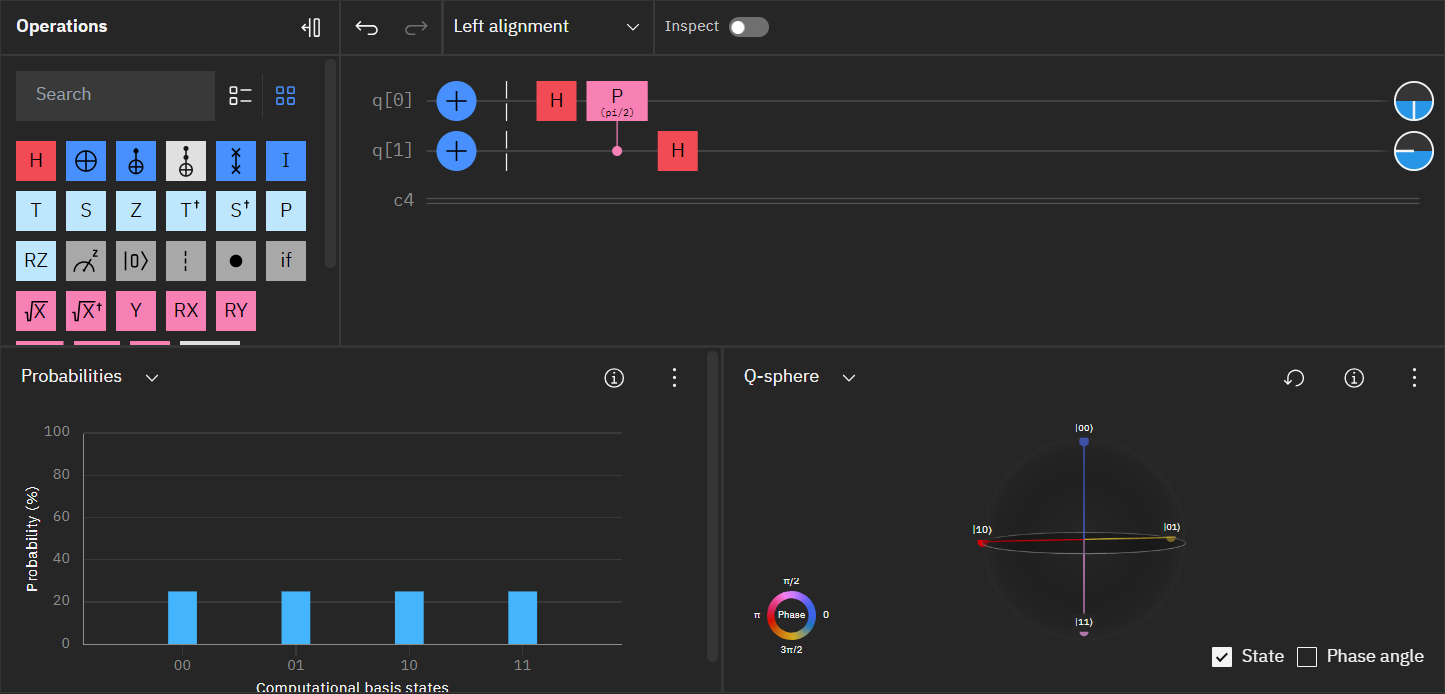 Operations
Left alignment
Inspect
Search
H I
T S Z T† S† P
RZ z |0⟩ if
√X √X† Y RX RY
q[0] H P (pi/2)
q[1] H
c4
Probabilities
100
80
60
40
20
0
Probability (%)
00 01 10 11
Computational basis states
Q-sphere
|00⟩
|10⟩ |01⟩
|11⟩
π/2
π Phase 0
3π/2
State Phase angle